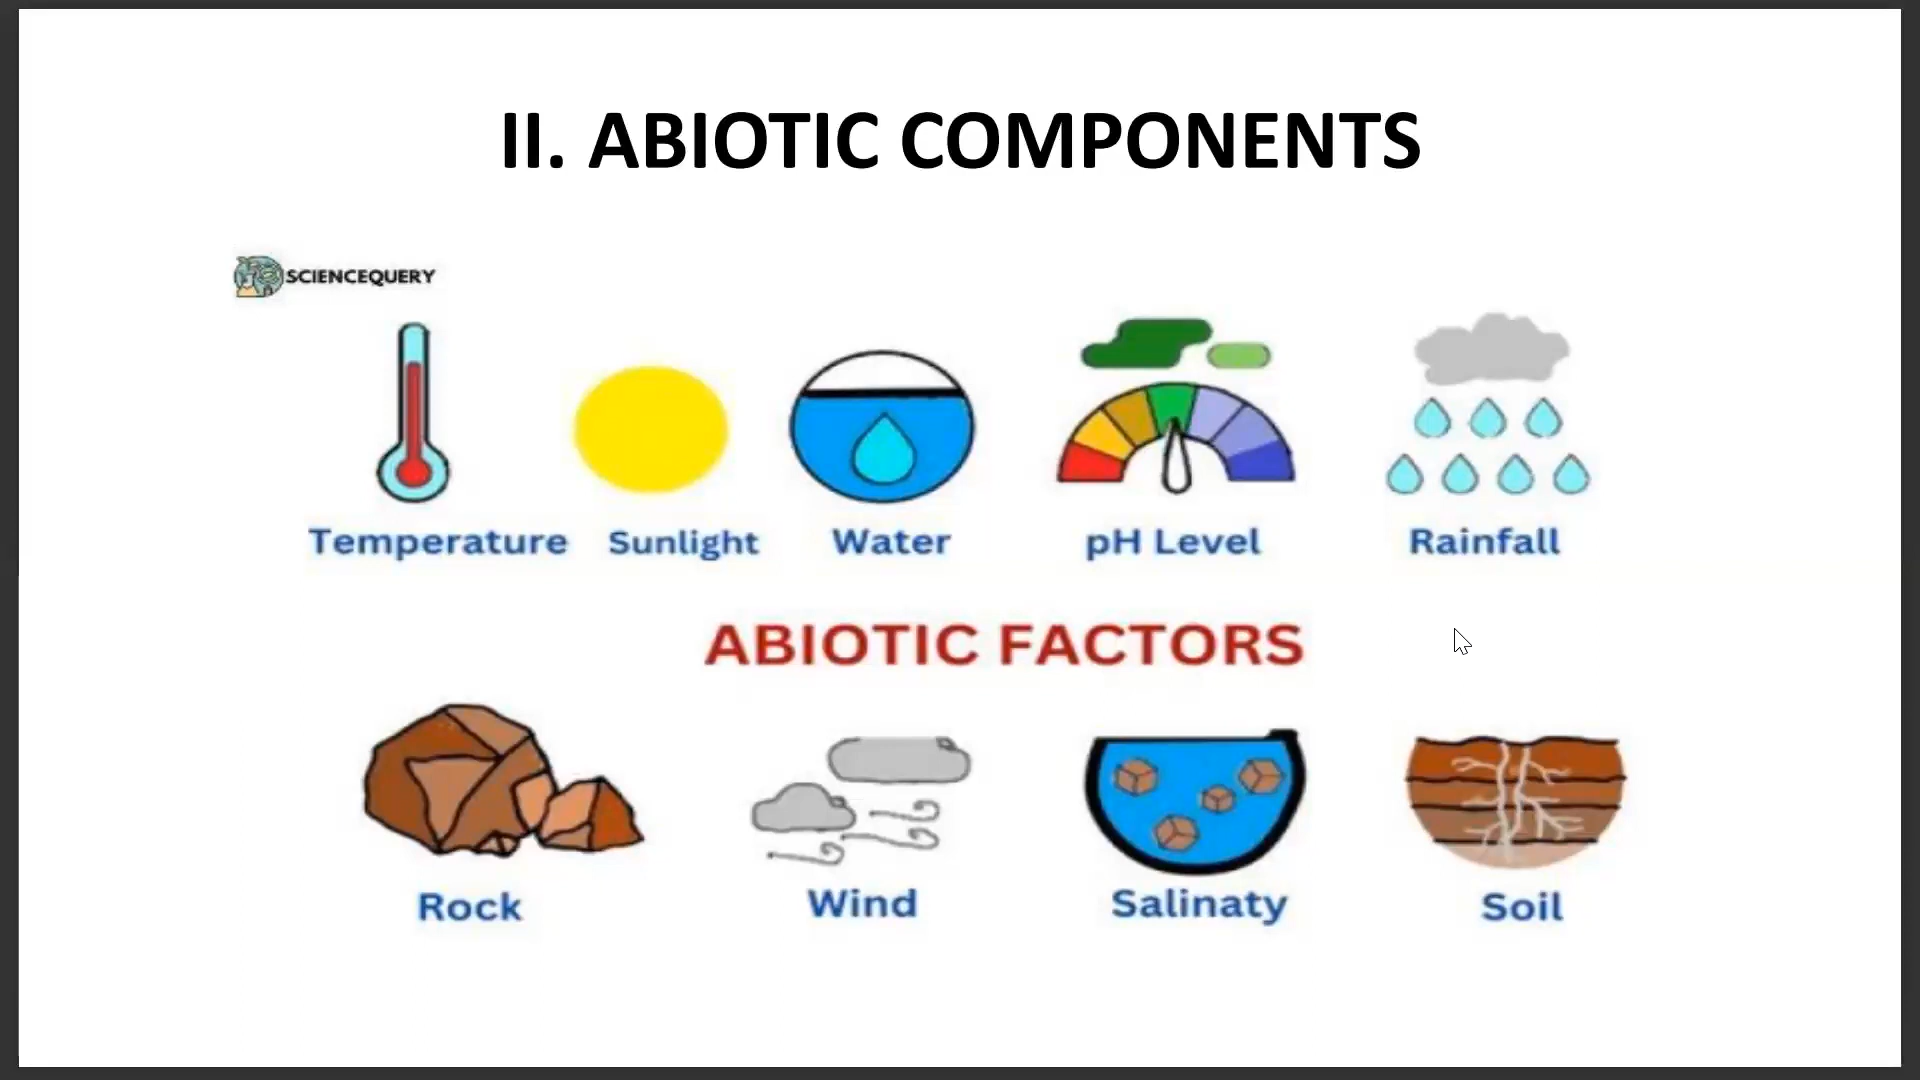 II. ABIOTIC COMPONENTS
SCIENCEQUERY
Temperature Sunlight Water pH Level Rainfall
ABIOTIC FACTORS
Rock Wind Salinaty Soil